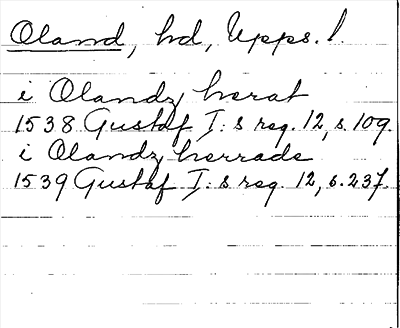 Oland, hd, Upps. l.
i Olandz herat
1538 Gustaf I:s reg. 12, s. 109.
i Olandz herrade
1539 Gustaf I:s reg. 12, s. 237.